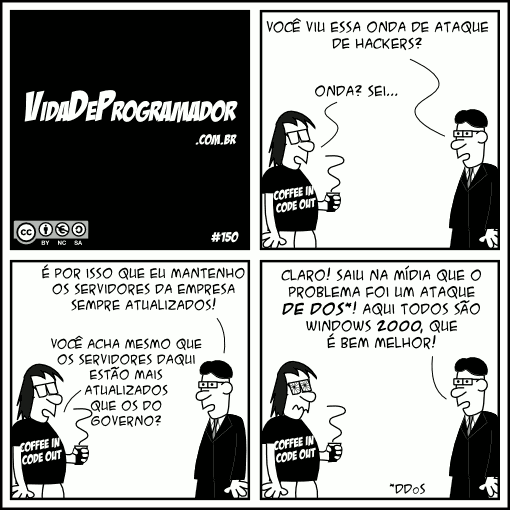 VIDADEPROGRAMADOR
.COM.BR
cc
BY NC SA
#150
VOCÊ VIU ESSA ONDA DE ATAQUE
DE HACKERS?
ONDA? SEI...
COFFEE IN
CODE OUT
É POR ISSO QUE EU MANTENHO
OS SERVIDORES DA EMPRESA
SEMPRE ATUALIZADOS!
VOCÊ ACHA MESMO QUE
OS SERVIDORES DAQUI
ESTÃO MAIS
ATUALIZADOS
QUE OS DO
GOVERNO?
COFFEE IN
CODE OUT
CLARO! SAIU NA MÍDIA QUE O
PROBLEMA FOI UM ATAQUE
DE DOS*! AQUI TODOS SÃO
WINDOWS 2000, QUE
É BEM MELHOR!
COFFEE IN
CODE OUT
*DDoS